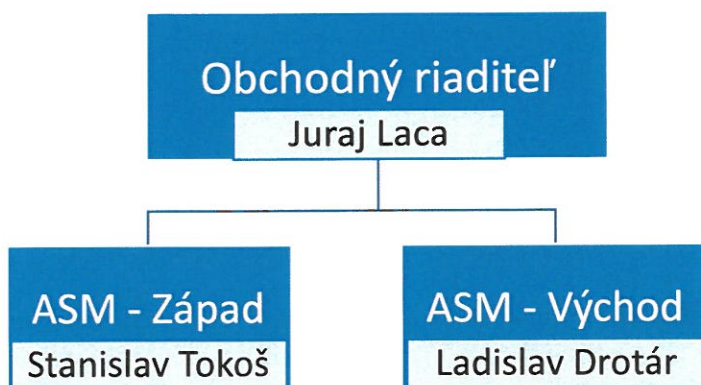 Obchodný riaditeľ
Juraj Laca
ASM - Západ
Stanislav Tokoš
ASM - Východ
Ladislav Drotár